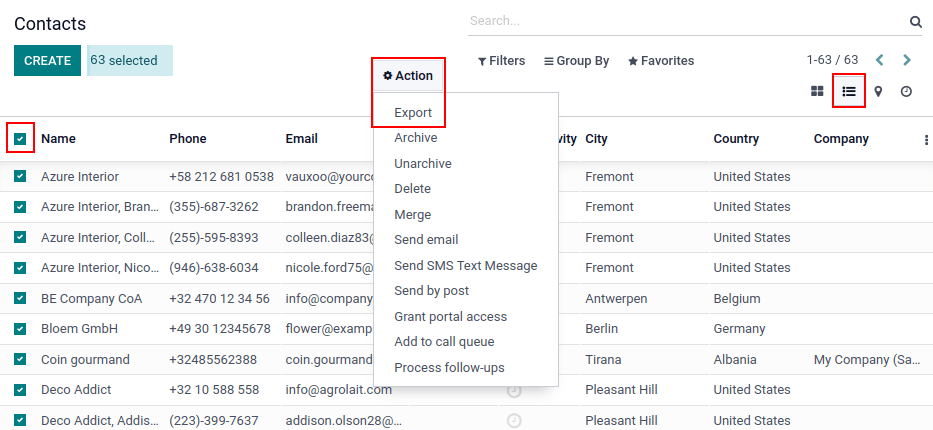 Contacts
Search...
CREATE
63 selected
Action
Filters
Group By
Favorites
1-63 / 63
Export
Archive
Unarchive
Delete
Merge
Send email
Send SMS Text Message
Send by post
Grant portal access
Add to call queue
Process follow-ups
Name Phone Email vity City Country Company
Azure Interior +58 212 681 0538 vauxoo@yourco Fremont United States
Azure Interior, Bran... (355)-687-3262 brandon.freema Fremont United States
Azure Interior, Coll... (255)-595-8393 colleen.diaz83@ Fremont United States
Azure Interior, Nico... (946)-638-6034 nicole.ford75@ Fremont United States
BE Company CoA +32 470 12 34 56 info@company Antwerpen Belgium
Bloem GmbH +49 30 12345678 flower@examp Berlin Germany
Coin gourmand +32485562388 coin.gourmand Tirana Albania My Company (Sa...
Deco Addict +32 10 588 558 info@agrolait.com Pleasant Hill United States
Deco Addict, Addis... (223)-399-7637 addison.olson28@... Pleasant Hill United States